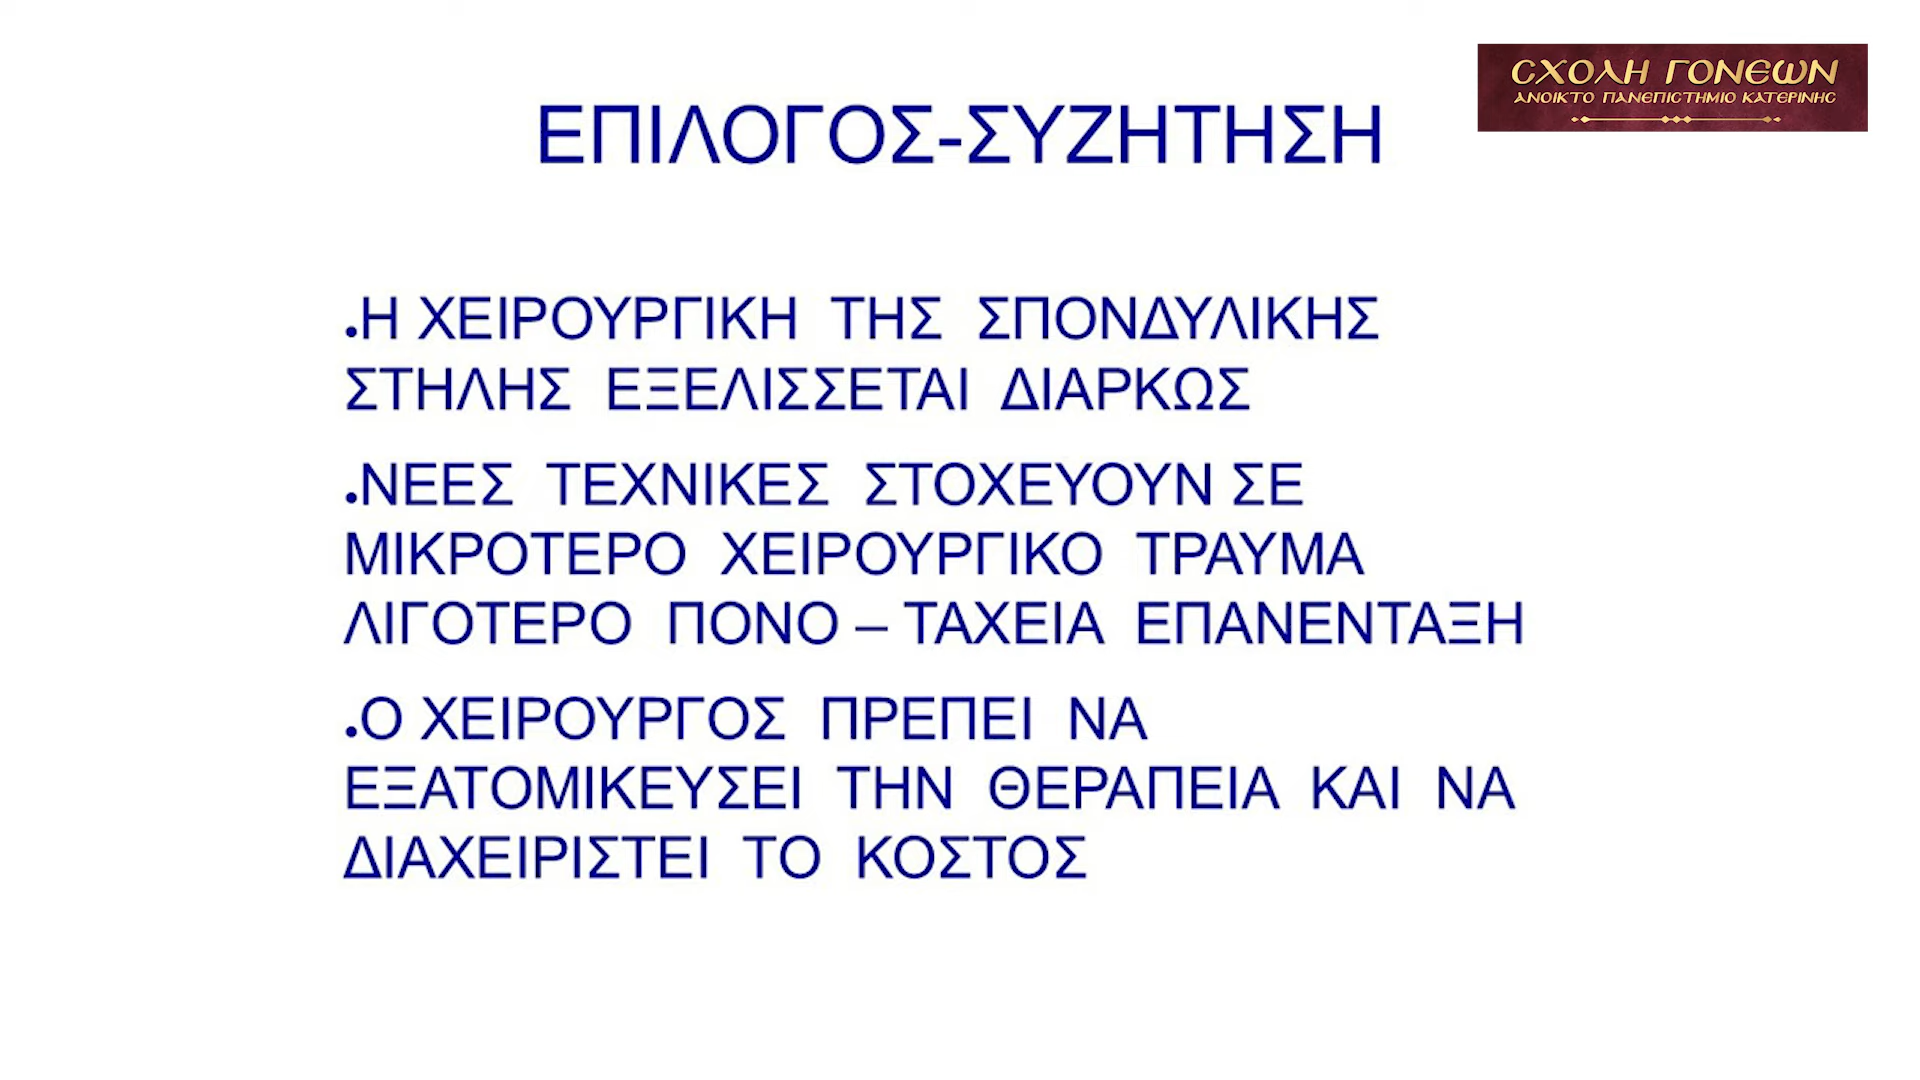 ΣΧΟΛΗ ΓΟΝΕΩΝ
ΑΝΟΙΚΤΟ ΠΑΝΕΠΙΣΤΗΜΙΟ ΚΑΤΕΡΙΝΗΣ
ΕΠΙΛΟΓΟΣ-ΣΥΖΗΤΗΣΗ
•Η ΧΕΙΡΟΥΡΓΙΚΗ ΤΗΣ ΣΠΟΝΔΥΛΙΚΗΣ
ΣΤΗΛΗΣ ΕΞΕΛΙΣΣΕΤΑΙ ΔΙΑΡΚΩΣ
•ΝΕΕΣ ΤΕΧΝΙΚΕΣ ΣΤΟΧΕΥΟΥΝ ΣΕ
ΜΙΚΡΟΤΕΡΟ ΧΕΙΡΟΥΡΓΙΚΟ ΤΡΑΥΜΑ
ΛΙΓΟΤΕΡΟ ΠΟΝΟ – ΤΑΧΕΙΑ ΕΠΑΝΕΝΤΑΞΗ
•Ο ΧΕΙΡΟΥΡΓΟΣ ΠΡΕΠΕΙ ΝΑ
ΕΞΑΤΟΜΙΚΕΥΣΕΙ ΤΗΝ ΘΕΡΑΠΕΙΑ ΚΑΙ ΝΑ
ΔΙΑΧΕΙΡΙΣΤΕΙ ΤΟ ΚΟΣΤΟΣ